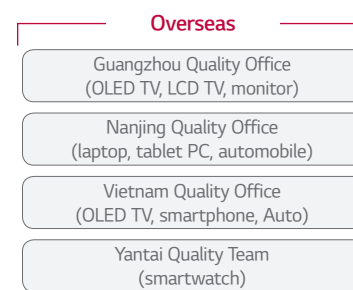 Overseas
Guangzhou Quality Office
(OLED TV, LCD TV, monitor)
Nanjing Quality Office
(laptop, tablet PC, automobile)
Vietnam Quality Office
(OLED TV, smartphone, Auto)
Yantai Quality Team
(smartwatch)